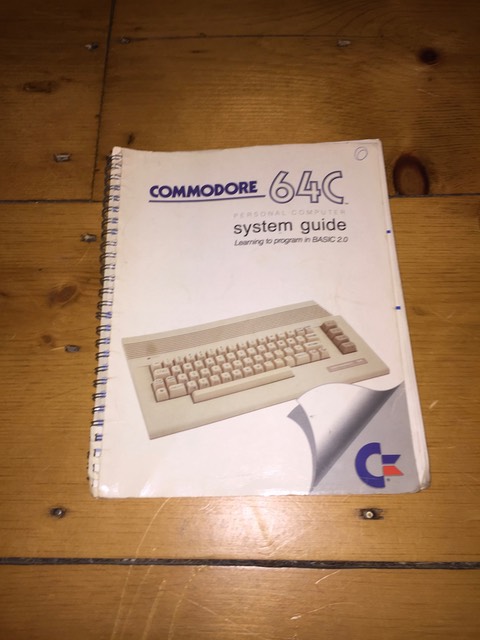 COMMODORE 64C
PERSONAL COMPUTER
system guide
Learning to program in BASIC 2.0